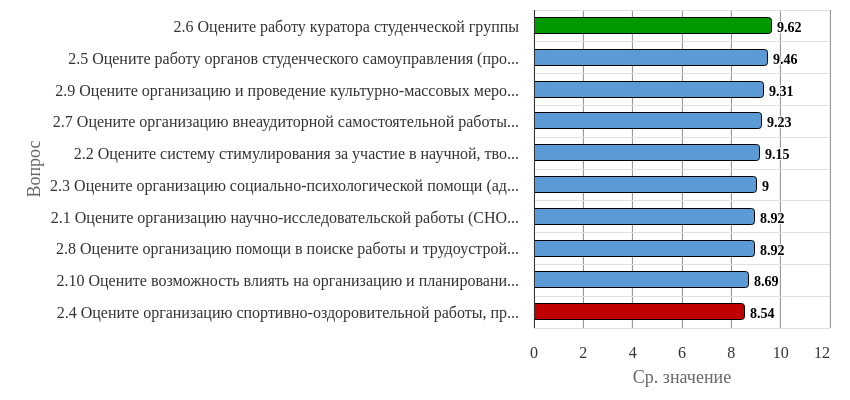 2.6 Оцените работу куратора студенческой группы 9.62
2.5 Оцените работу органов студенческого самоуправления (про... 9.46
2.9 Оцените организацию и проведение культурно-массовых меро... 9.31
2.7 Оцените организацию внеаудиторной самостоятельной работы... 9.23
2.2 Оцените систему стимулирования за участие в научной, тво... 9.15
2.3 Оцените организацию социально-психологической помощи (ад... 9
2.1 Оцените организацию научно-исследовательской работы (СНО... 8.92
2.8 Оцените организацию помощи в поиске работы и трудоустрой... 8.92
2.10 Оцените возможность влиять на организацию и планировани... 8.69
2.4 Оцените организацию спортивно-оздоровительной работы, пр... 8.54
Вопрос
0 2 4 6 8 10 12
Ср. значение